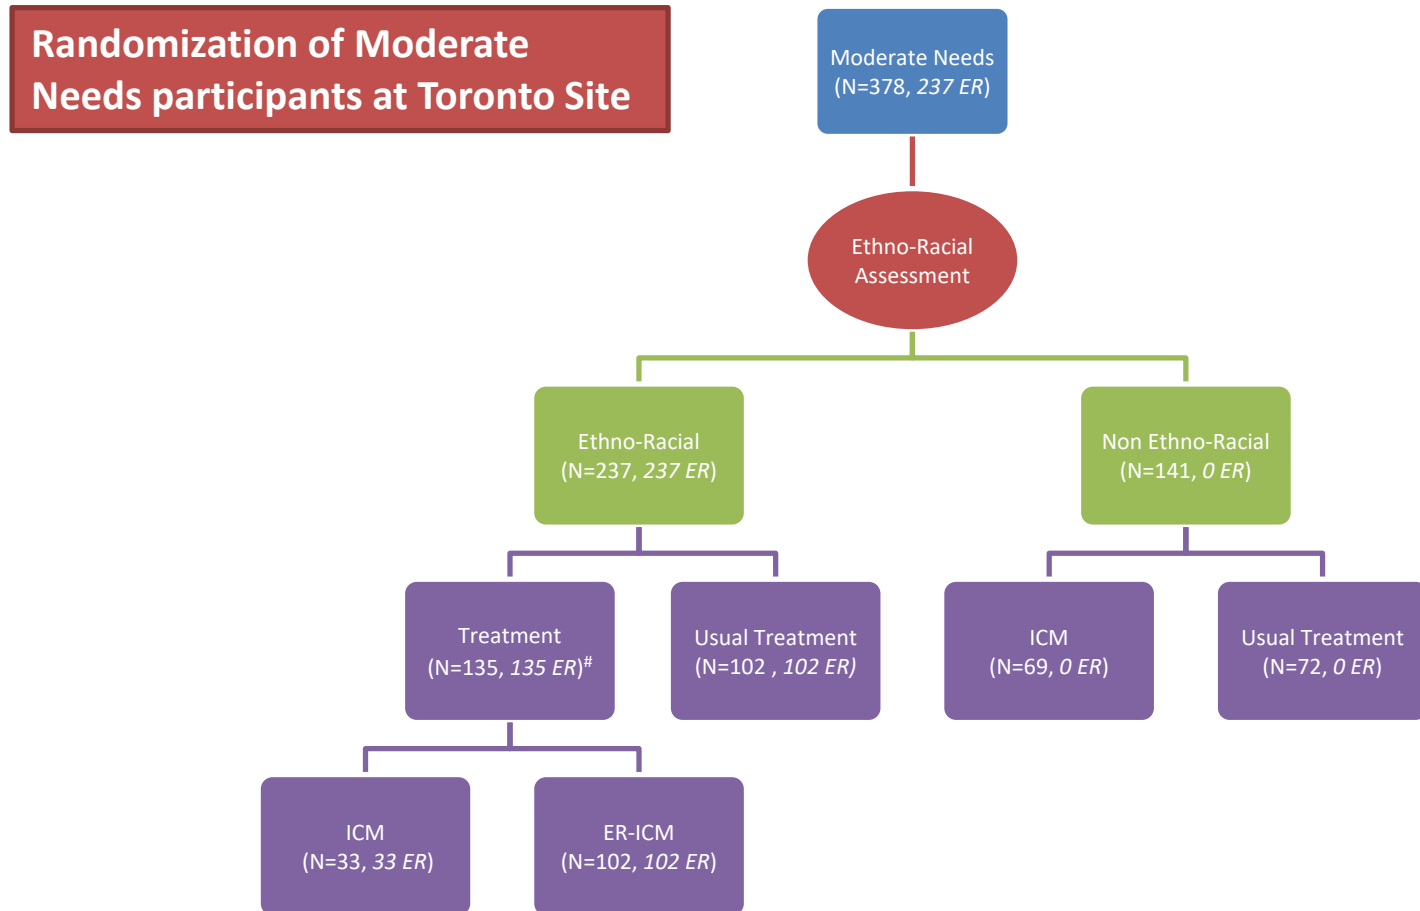 Randomization of Moderate
Needs participants at Toronto Site
Moderate Needs
(N=378, 237 ER)
Ethno-Racial
Assessment
Ethno-Racial
(N=237, 237 ER)
Non Ethno-Racial
(N=141, 0 ER)
Treatment
(N=135, 135 ER)#
Usual Treatment
(N=102 , 102 ER)
ICM
(N=69, 0 ER)
Usual Treatment
(N=72, 0 ER)
ICM
(N=33, 33 ER)
ER-ICM
(N=102, 102 ER)